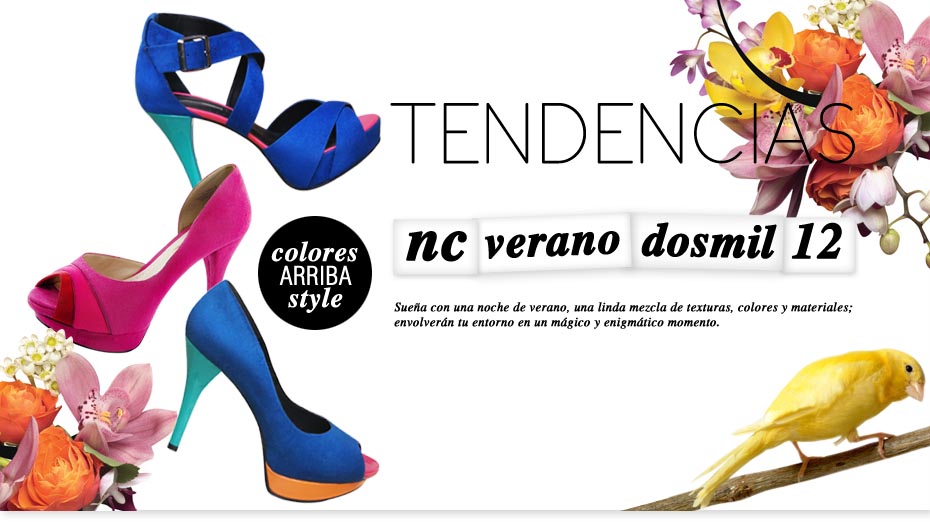 TENDENCIAS
colores
ARRIBA
style
nc verano dosmil 12
Sueña con una noche de verano, una linda mezcla de texturas, colores y materiales;
envolverán tu entorno en un mágico y enigmático momento.